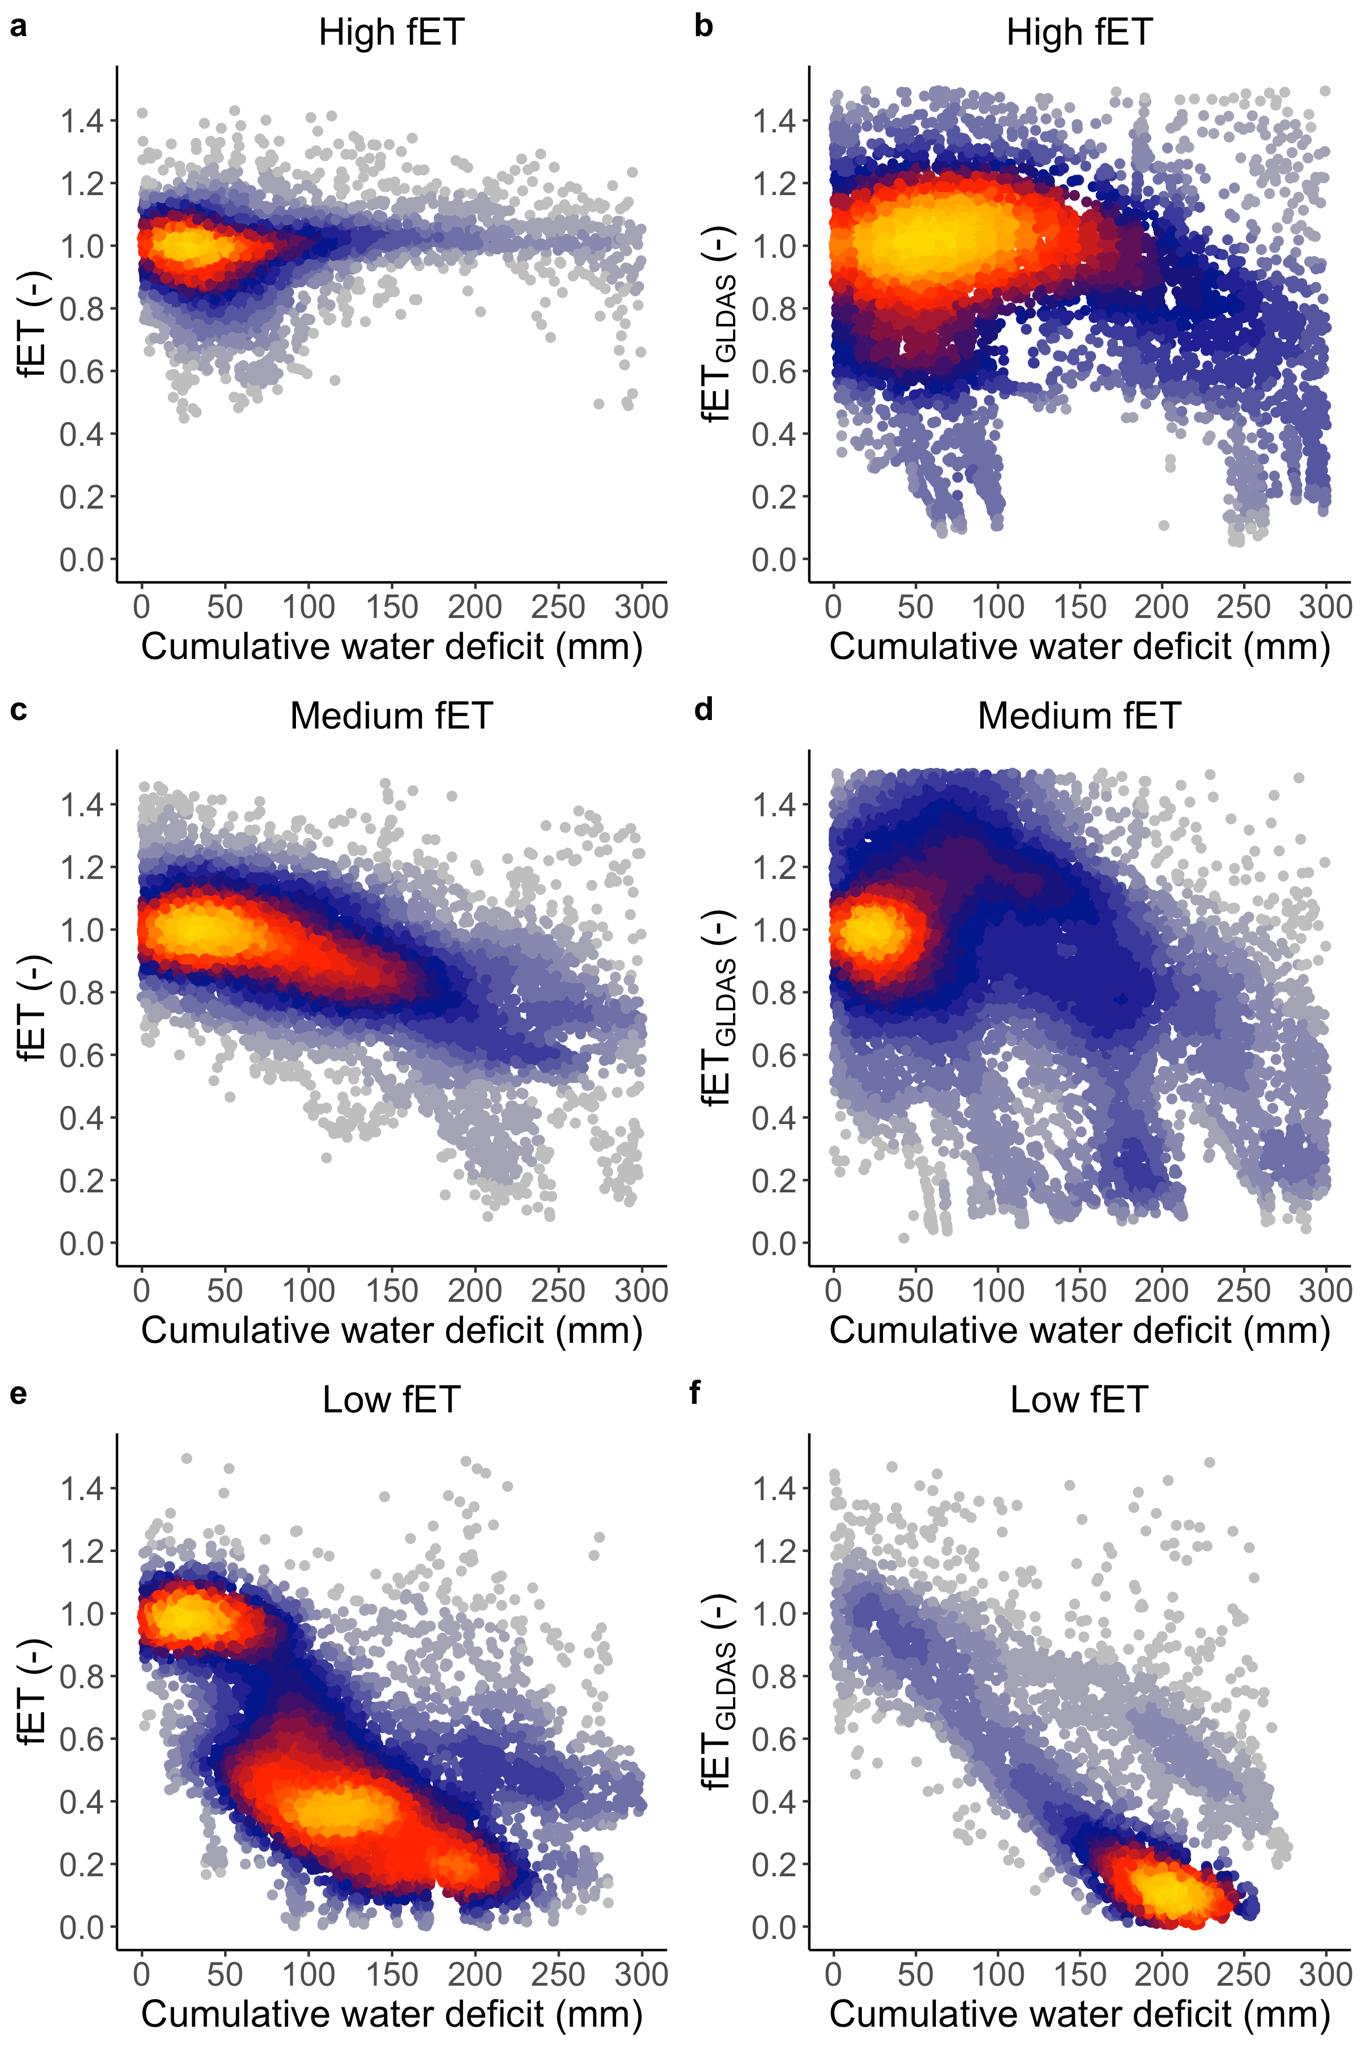 a
High fET
fET (-)
1.4
1.2
1.0
0.8
0.6
0.4
0.2
0.0
0 50 100 150 200 250 300
Cumulative water deficit (mm)
b
High fET
fETGLDAS (-)
1.4
1.2
1.0
0.8
0.6
0.4
0.2
0.0
0 50 100 150 200 250 300
Cumulative water deficit (mm)
c
Medium fET
fET (-)
1.4
1.2
1.0
0.8
0.6
0.4
0.2
0.0
0 50 100 150 200 250 300
Cumulative water deficit (mm)
d
Medium fET
fETGLDAS (-)
1.4
1.2
1.0
0.8
0.6
0.4
0.2
0.0
0 50 100 150 200 250 300
Cumulative water deficit (mm)
e
Low fET
fET (-)
1.4
1.2
1.0
0.8
0.6
0.4
0.2
0.0
0 50 100 150 200 250 300
Cumulative water deficit (mm)
f
Low fET
fETGLDAS (-)
1.4
1.2
1.0
0.8
0.6
0.4
0.2
0.0
0 50 100 150 200 250 300
Cumulative water deficit (mm)